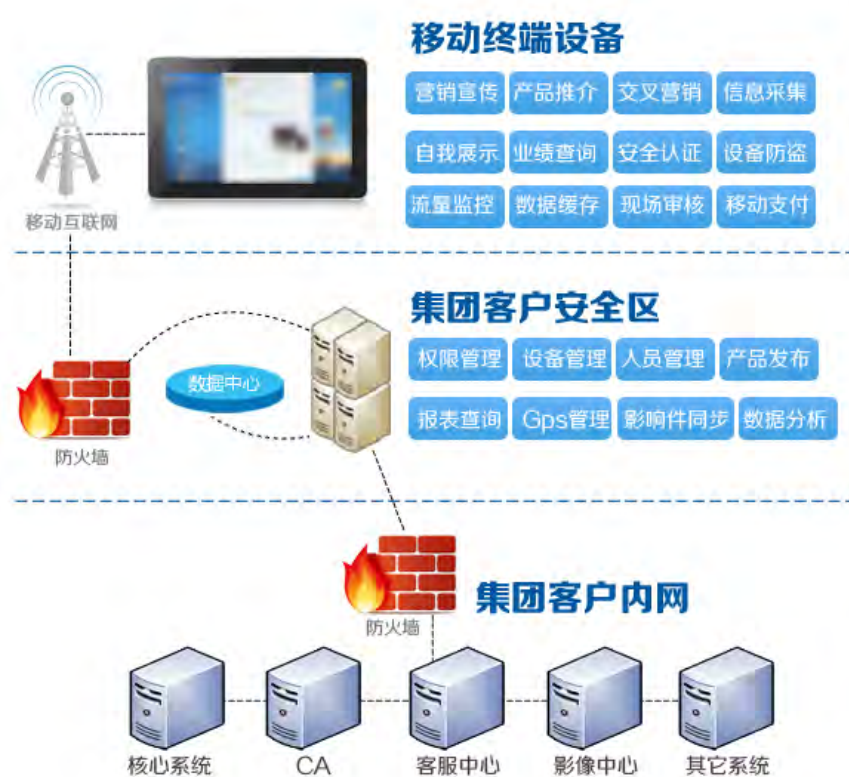 移动终端设备
营销宣传 产品推介 交叉营销 信息采集
自我展示 业绩查询 安全认证 设备防盗
流量监控 数据缓存 现场审核 移动支付
移动互联网
集团客户安全区
权限管理 设备管理 人员管理 产品发布
数据中心
报表查询 Gps管理 影响件同步 数据分析
防火墙
集团客户内网
防火墙
核心系统 CA 客服中心 影像中心 其它系统